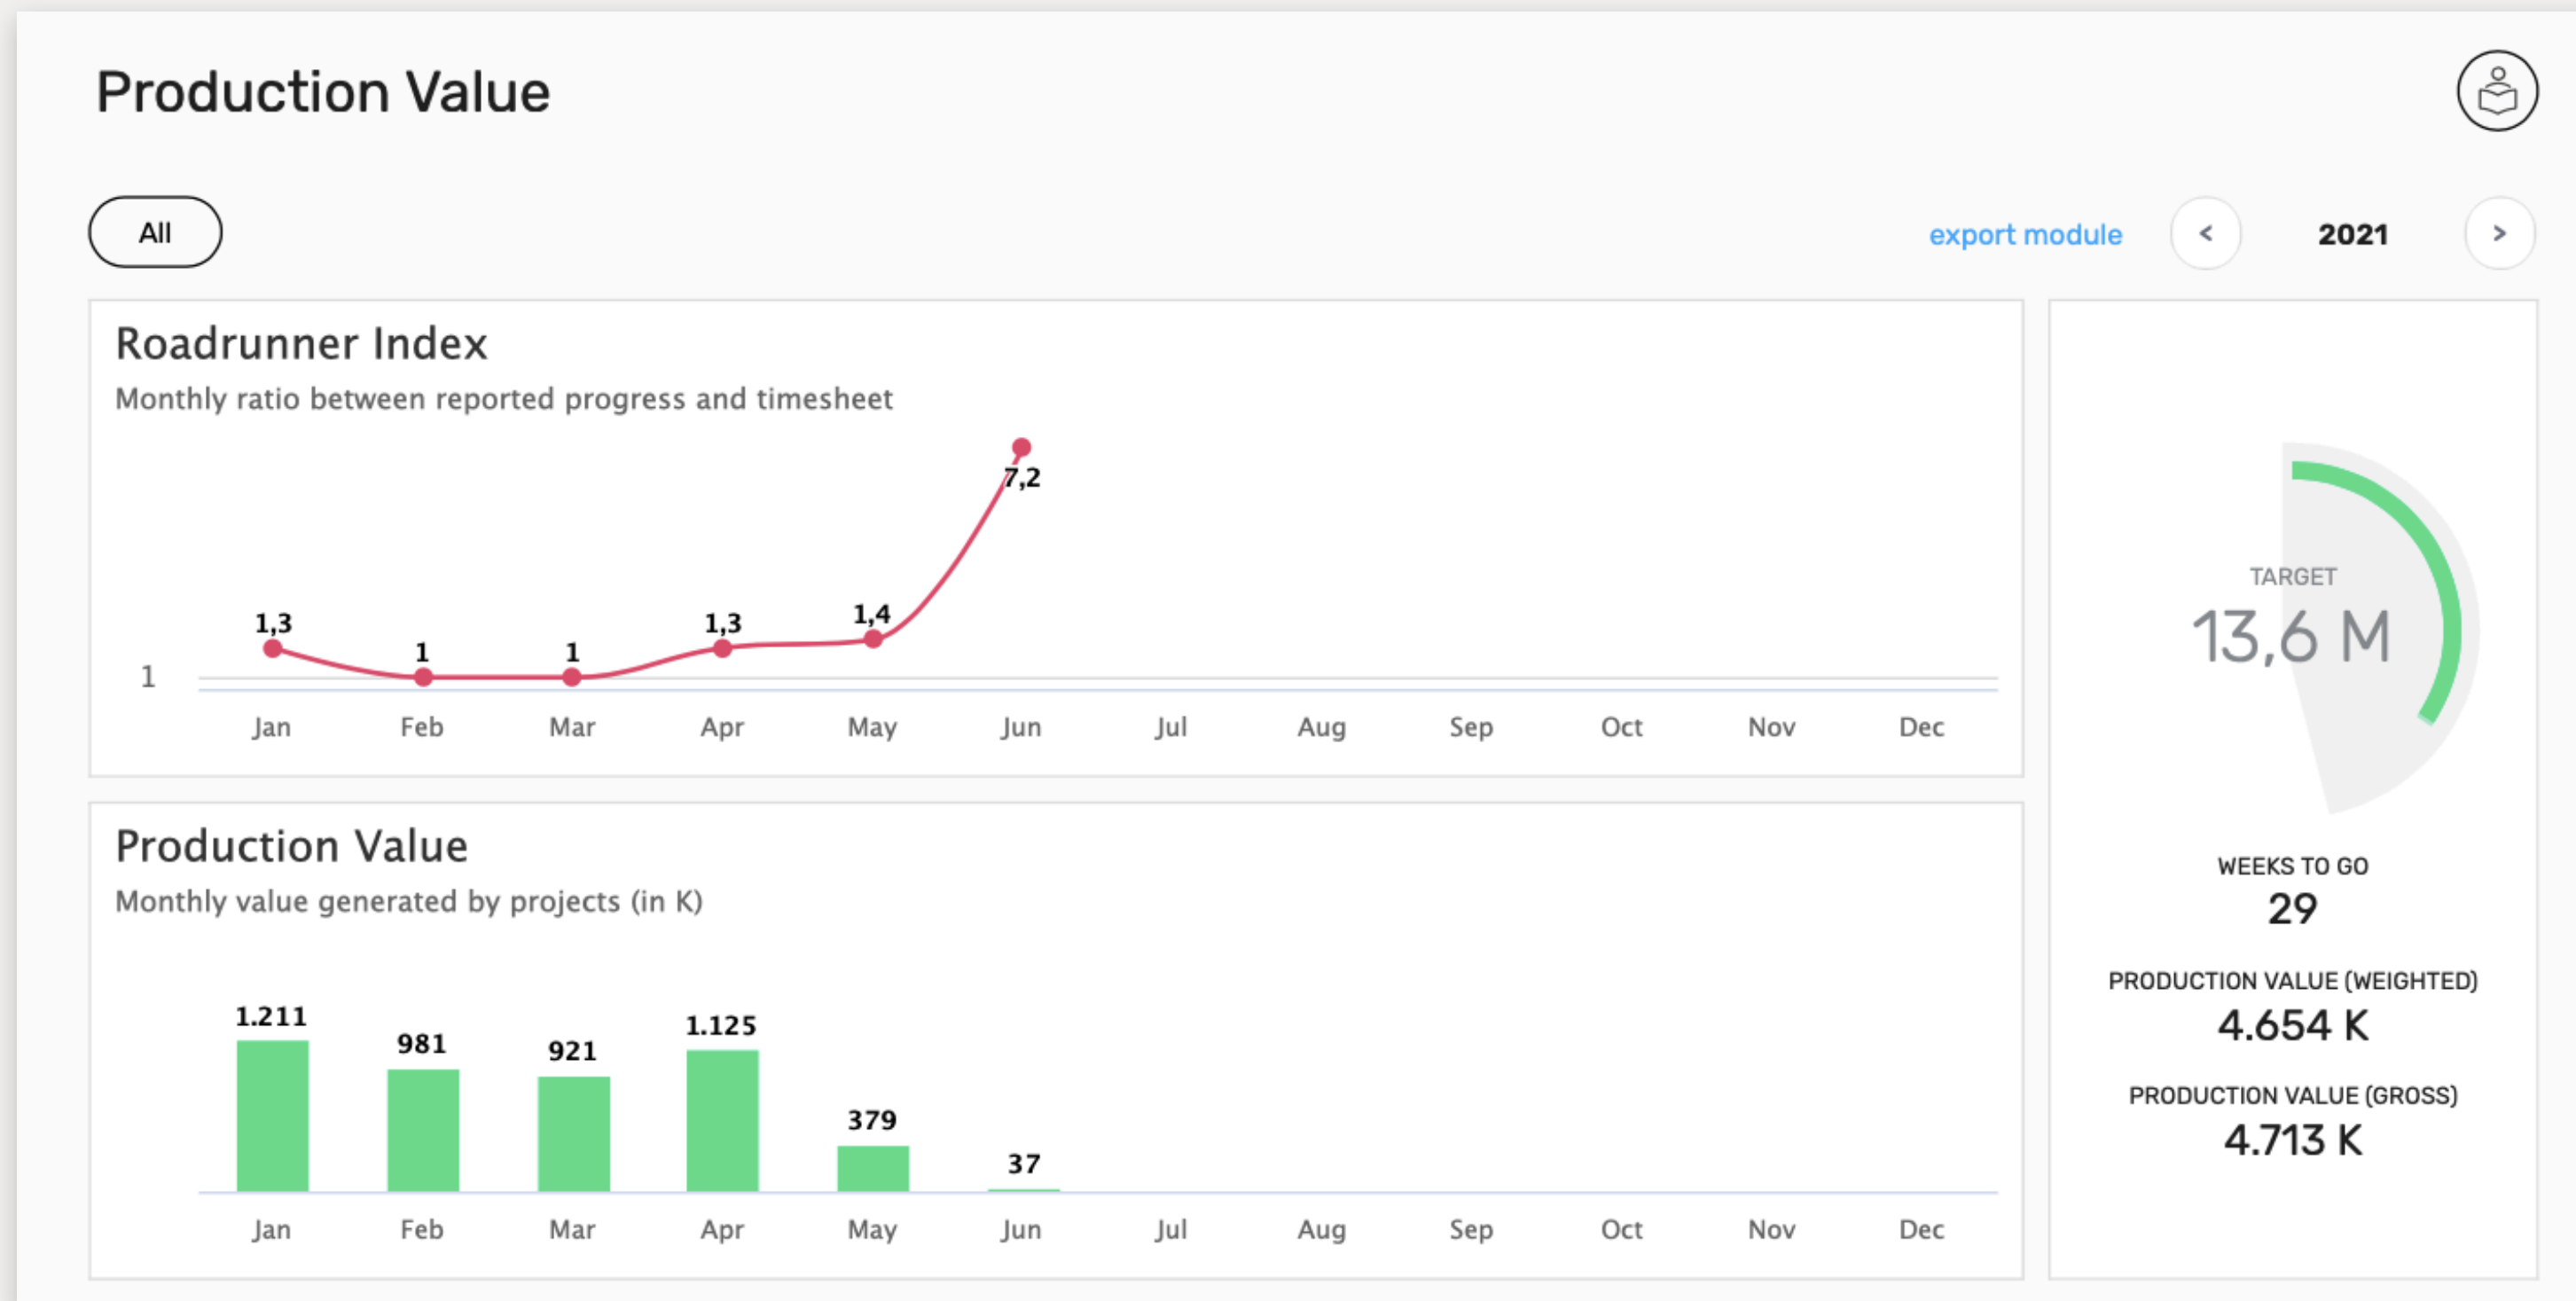 Production Value
All
export module < 2021 >
Roadrunner Index
Monthly ratio between reported progress and timesheet
7,2
1,3 1 1 1,3 1,4
1
Jan Feb Mar Apr May Jun Jul Aug Sep Oct Nov Dec
Production Value
Monthly value generated by projects (in K)
1.211 981 921 1.125 379 37
Jan Feb Mar Apr May Jun Jul Aug Sep Oct Nov Dec
TARGET
13,6 M
WEEKS TO GO
29
PRODUCTION VALUE (WEIGHTED)
4.654 K
PRODUCTION VALUE (GROSS)
4.713 K